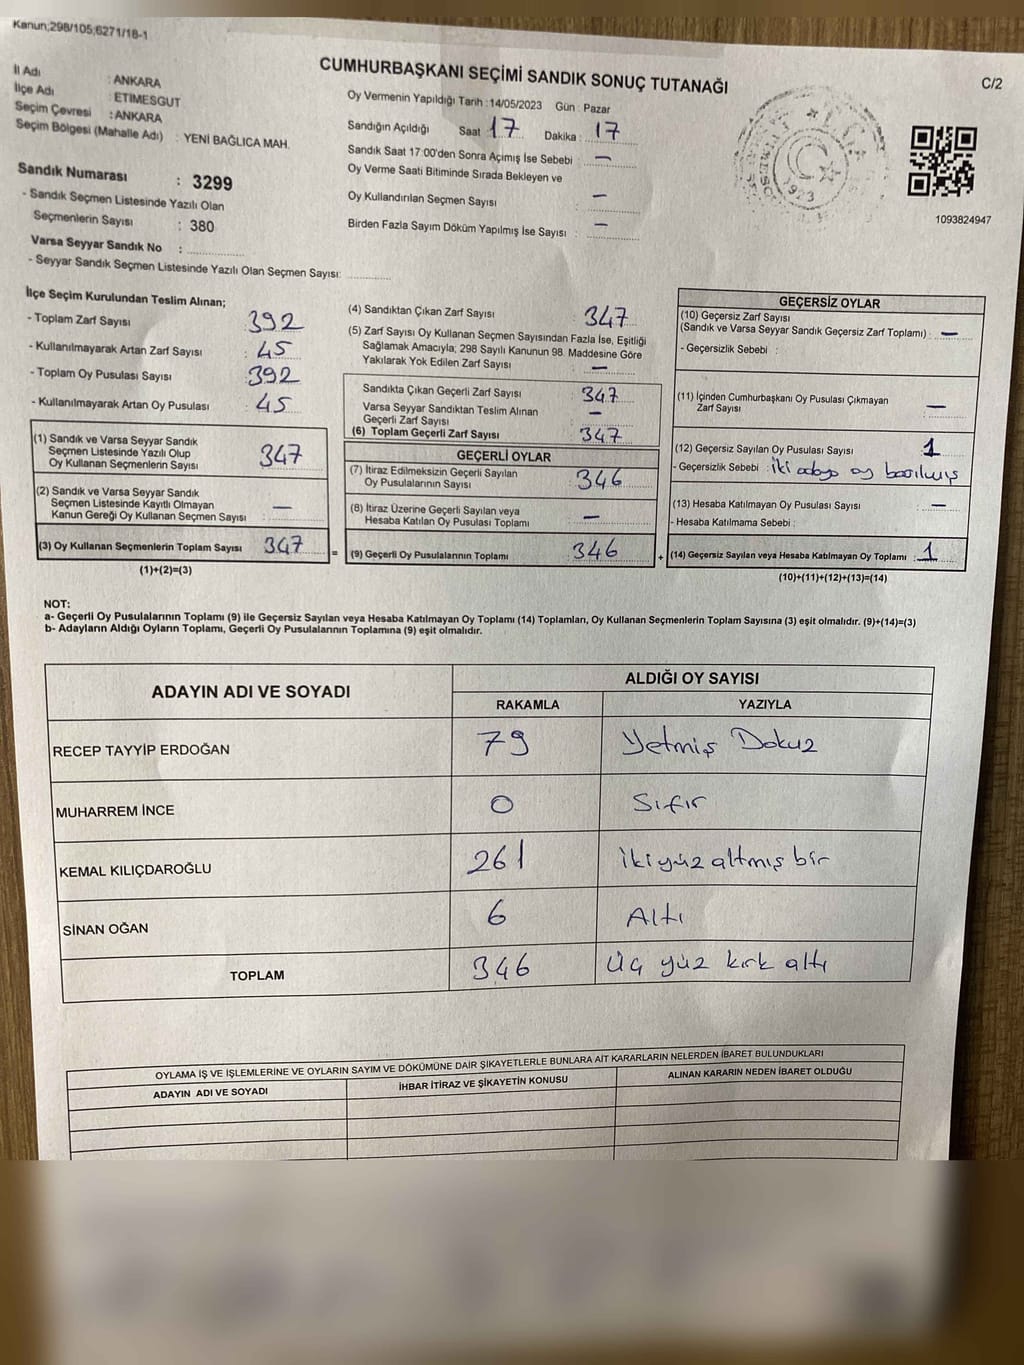 Kanun;298/105;6271/18-1
CUMHURBAŞKANI SEÇİMİ SANDIK SONUÇ TUTANAĞI
C/2
İl Adı : ANKARA
İlçe Adı : ETİMESGUT
Seçim Çevresi : ANKARA
Seçim Bölgesi (Mahalle Adı) : YENİ BAĞLICA MAH.
Sandık Numarası : 3299
- Sandık Seçmen Listesinde Yazılı Olan
Seçmenlerin Sayısı : 380
Varsa Seyyar Sandık No :
- Seyyar Sandık Seçmen Listesinde Yazılı Olan Seçmen Sayısı:
Oy Vermenin Yapıldığı Tarih : 14/05/2023 Gün : Pazar
Sandığın Açıldığı Saat 17 Dakika : 17
Sandık Saat 17:00'den Sonra Açımış İse Sebebi : —
Oy Verme Saati Bitiminde Sırada Bekleyen ve
Oy Kullandırılan Seçmen Sayısı : —
Birden Fazla Sayım Döküm Yapılmış İse Sayısı : —
1923
1093824947
İlçe Seçim Kurulundan Teslim Alınan;
- Toplam Zarf Sayısı : 392
- Kullanılmayarak Artan Zarf Sayısı : 45
- Toplam Oy Pusulası Sayısı : 392
- Kullanılmayarak Artan Oy Pusulası : 45
(1) Sandık ve Varsa Seyyar Sandık
Seçmen Listesinde Yazılı Olup
Oy Kullanan Seçmenlerin Sayısı : 347
(2) Sandık ve Varsa Seyyar Sandık
Seçmen Listesinde Kayıtlı Olmayan
Kanun Gereği Oy Kullanan Seçmen Sayısı : —
(3) Oy Kullanan Seçmenlerin Toplam Sayısı : 347
(1)+(2)=(3)
=
(4) Sandıktan Çıkan Zarf Sayısı : 347
(5) Zarf Sayısı Oy Kullanan Seçmen Sayısından Fazla İse, Eşitliği
Sağlamak Amacıyla; 298 Sayılı Kanunun 98. Maddesine Göre
Yakılarak Yok Edilen Zarf Sayısı : —
Sandıkta Çıkan Geçerli Zarf Sayısı : 347
Varsa Seyyar Sandıktan Teslim Alınan
Geçerli Zarf Sayısı : —
(6) Toplam Geçerli Zarf Sayısı : 347
GEÇERLİ OYLAR
(7) İtiraz Edilmeksizin Geçerli Sayılan
Oy Pusulalarının Sayısı : 346
(8) İtiraz Üzerine Geçerli Sayılan veya
Hesaba Katılan Oy Pusulası Toplamı : —
(9) Geçerli Oy Pusulalarının Toplamı : 346
+
GEÇERSİZ OYLAR
(10) Geçersiz Zarf Sayısı
(Sandık ve Varsa Seyyar Sandık Geçersiz Zarf Toplamı) : —
- Geçersizlik Sebebi :
(11) İçinden Cumhurbaşkanı Oy Pusulası Çıkmayan
Zarf Sayısı : —
(12) Geçersiz Sayılan Oy Pusulası Sayısı : 1
- Geçersizlik Sebebi : İki adaya oy basılmış
(13) Hesaba Katılmayan Oy Pusulası Sayısı : —
- Hesaba Katılmama Sebebi :
(14) Geçersiz Sayılan veya Hesaba Katılmayan Oy Toplamı : 1
(10)+(11)+(12)+(13)=(14)
NOT:
a- Geçerli Oy Pusulalarının Toplamı (9) ile Geçersiz Sayılan veya Hesaba Katılmayan Oy Toplamı (14) Toplamları, Oy Kullanan Seçmenlerin Toplam Sayısına (3) eşit olmalıdır. (9)+(14)=(3)
b- Adayların Aldığı Oyların Toplamı, Geçerli Oy Pusulalarının Toplamına (9) eşit olmalıdır.
ADAYIN ADI VE SOYADI ALDIĞI OY SAYISI
RAKAMLA YAZIYLA
RECEP TAYYİP ERDOĞAN 79 Yetmiş Dokuz
MUHARREM İNCE 0 Sıfır
KEMAL KILIÇDAROĞLU 261 İki yüz altmış bir
SİNAN OĞAN 6 Altı
TOPLAM 346 Üç yüz kırk altı
OYLAMA İŞ VE İŞLEMLERİNE VE OYLARIN SAYIM VE DÖKÜMÜNE DAİR ŞİKAYETLERLE BUNLARA AİT KARARLARIN NELERDEN İBARET BULUNDUKLARI
ADAYIN ADI VE SOYADI İHBAR İTİRAZ VE ŞİKAYETİN KONUSU ALINAN KARARIN NEDEN İBARET OLDUĞU